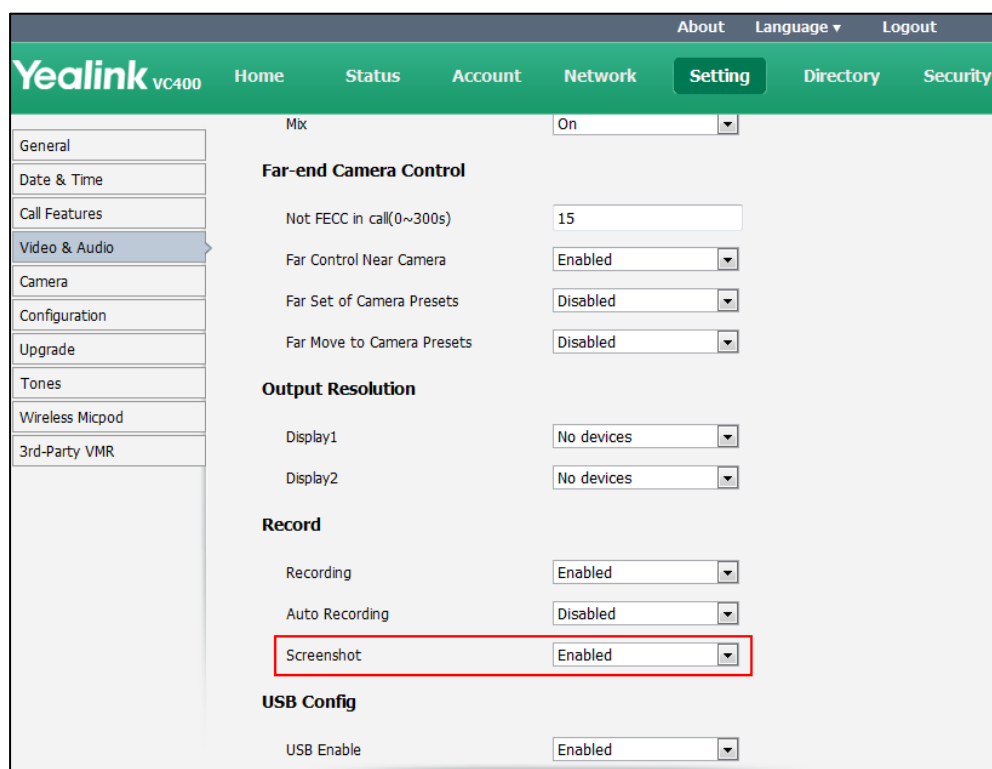 About Language ▾ Logout
Yealink VC400 Home Status Account Network Setting Directory Security
General
Date & Time
Call Features
Video & Audio
Camera
Configuration
Upgrade
Tones
Wireless Micpod
3rd-Party VMR
Mix On
Far-end Camera Control
Not FECC in call(0~300s) 15
Far Control Near Camera Enabled
Far Set of Camera Presets Disabled
Far Move to Camera Presets Disabled
Output Resolution
Display1 No devices
Display2 No devices
Record
Recording Enabled
Auto Recording Disabled
Screenshot Enabled
USB Config
USB Enable Enabled